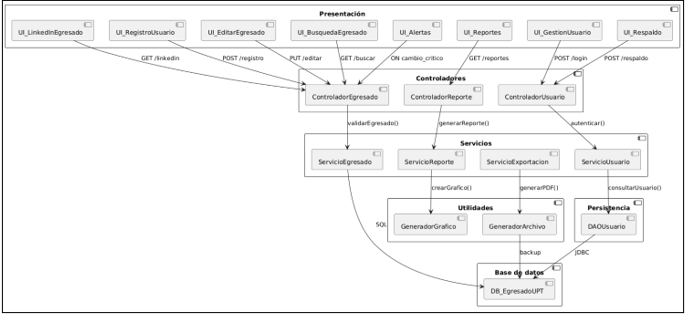 Presentación
UI_LinkedInEgresado
UI_RegistroUsuario
UI_EditarEgresado
UI_BusquedaEgresado
UI_Alertas
UI_Reportes
UI_GestionUsuario
UI_Respaldo
GET /linkedin
POST /registro
PUT /editar
GET /buscar
ON cambio_critico
GET /reportes
POST /login
POST /respaldo
Controladores
ControladorEgresado
ControladorReporte
ControladorUsuario
validarEgresado()
generarReporte()
autenticar()
Servicios
ServicioEgresado
ServicioReporte
ServicioExportacion
ServicioUsuario
crearGrafico()
generarPDF()
consultarUsuario()
Utilidades
Persistencia
SQL
GeneradorGrafico
GeneradorArchivo
DAOUsuario
backup
JDBC
Base de datos
DB_EgresadoUPT